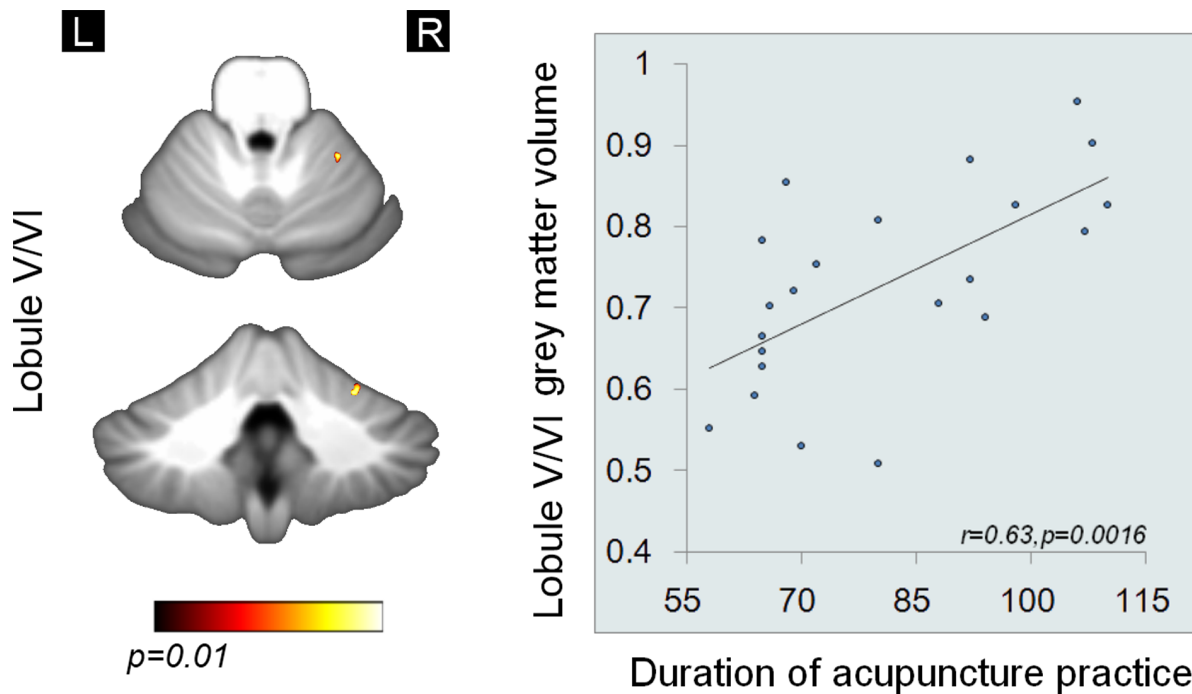 L
R
Lobule V/VI
p=0.01
Lobule V/VI grey matter volume
1
0.9
0.8
0.7
0.6
0.5
0.4
r=0.63,p=0.0016
55 70 85 100 115
Duration of acupuncture practice